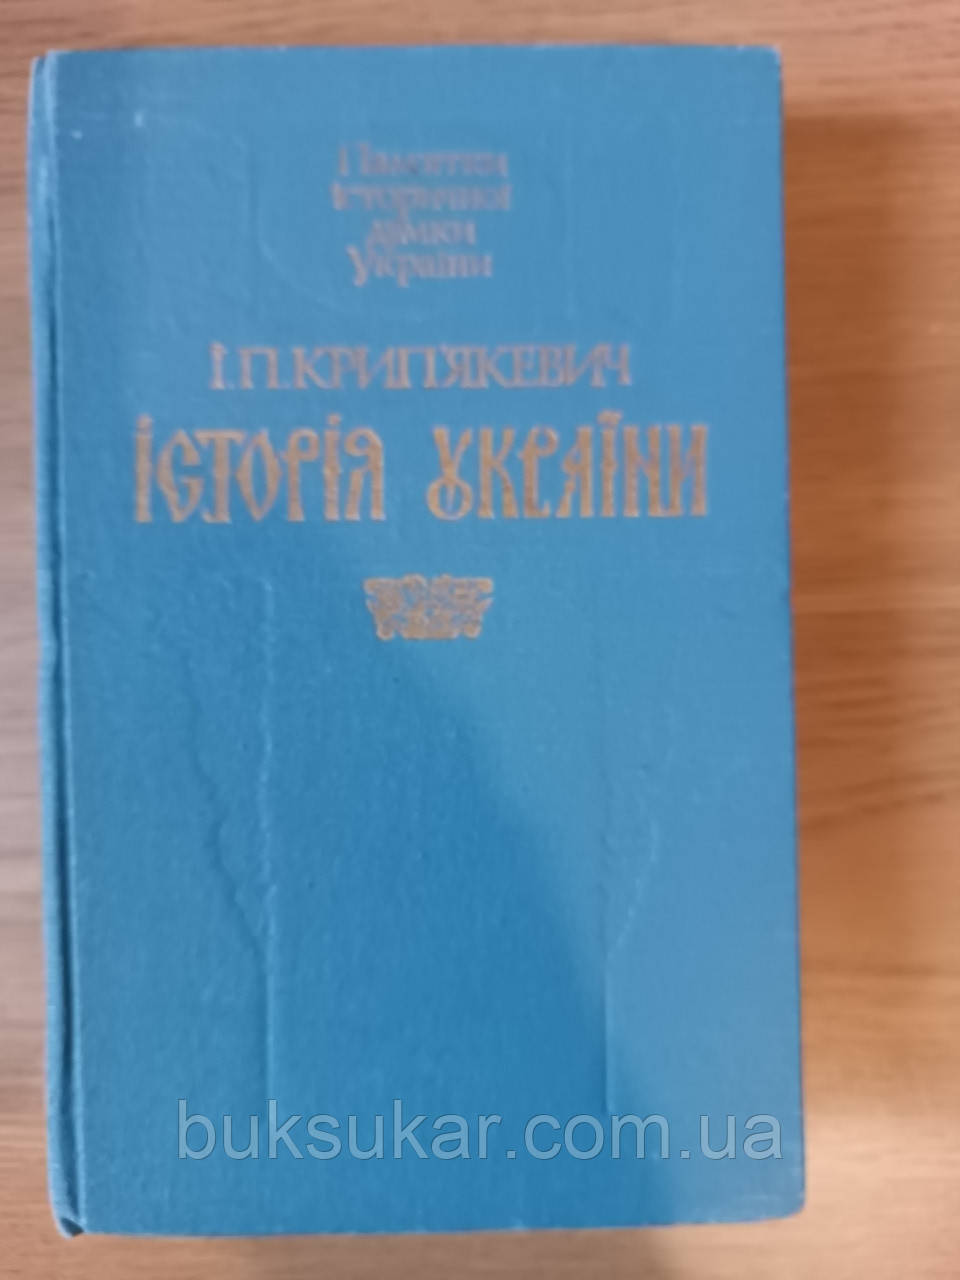 Пам'ятки
історичної
думки
України
І.П.КРИП'ЯКЕВИЧ
ІСТОРІЯ УКРАЇНИ
buksukar.com.ua